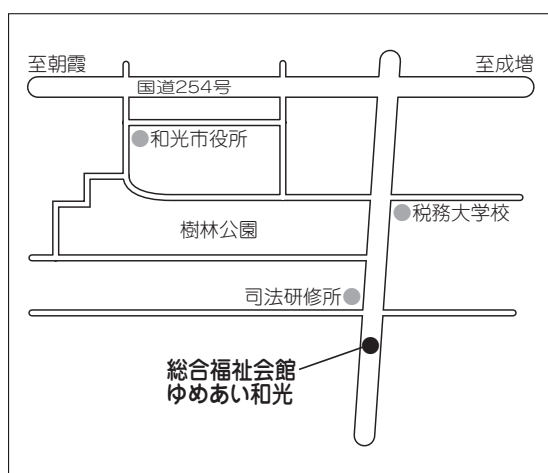 至朝霞
至成増
国道254号
和光市役所
税務大学校
樹林公園
司法研修所
総合福祉会館
ゆめあい和光